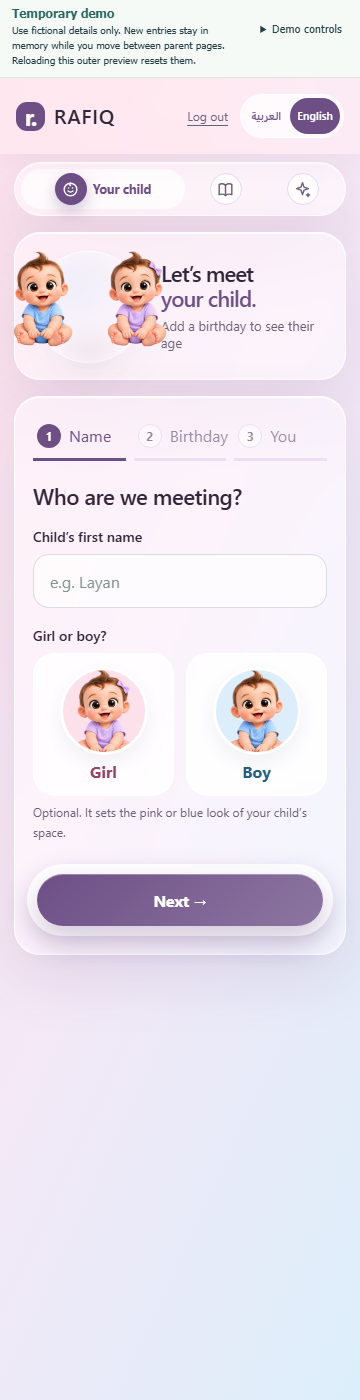 Temporary demo
Use fictional details only. New entries stay in
memory while you move between parent pages.
Reloading this outer preview resets them.
▶ Demo controls
r. RAFIQ
Log out
العربية
English
Your child
Let's meet
your child.
Add a birthday to see their
age
1 Name
2 Birthday
3 You
Who are we meeting?
Child's first name
e.g. Layan
Girl or boy?
Girl
Boy
Optional. It sets the pink or blue look of your child's
space.
Next →